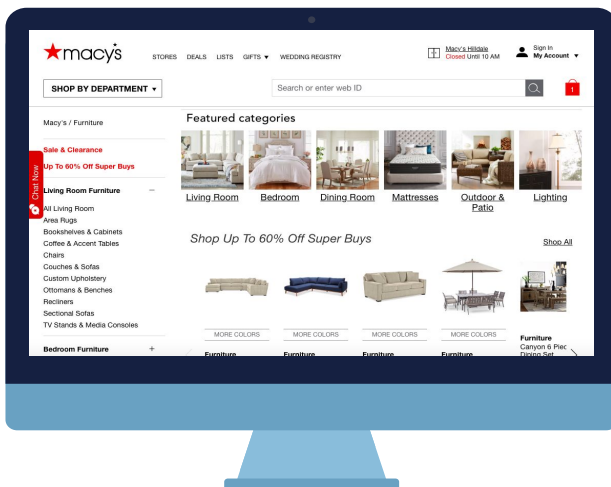 macy's
STORES DEALS LISTS GIFTS ▼ WEDDING REGISTRY
Macy's Hilldale
Closed Until 10 AM
Sign In
My Account ▼
SHOP BY DEPARTMENT ▼
Search or enter web ID
1
Macy's / Furniture
Sale & Clearance
Up To 60% Off Super Buys
Chat Now
Living Room Furniture −
All Living Room
Area Rugs
Bookshelves & Cabinets
Coffee & Accent Tables
Chairs
Couches & Sofas
Custom Upholstery
Ottomans & Benches
Recliners
Sectional Sofas
TV Stands & Media Consoles
Bedroom Furniture +
Featured categories
Living Room Bedroom Dining Room Mattresses Outdoor & Patio Lighting
Shop Up To 60% Off Super Buys
Shop All
MORE COLORS MORE COLORS MORE COLORS MORE COLORS
Furniture Furniture Furniture Furniture
Furniture
Canyon 6 Piec
Dining Set